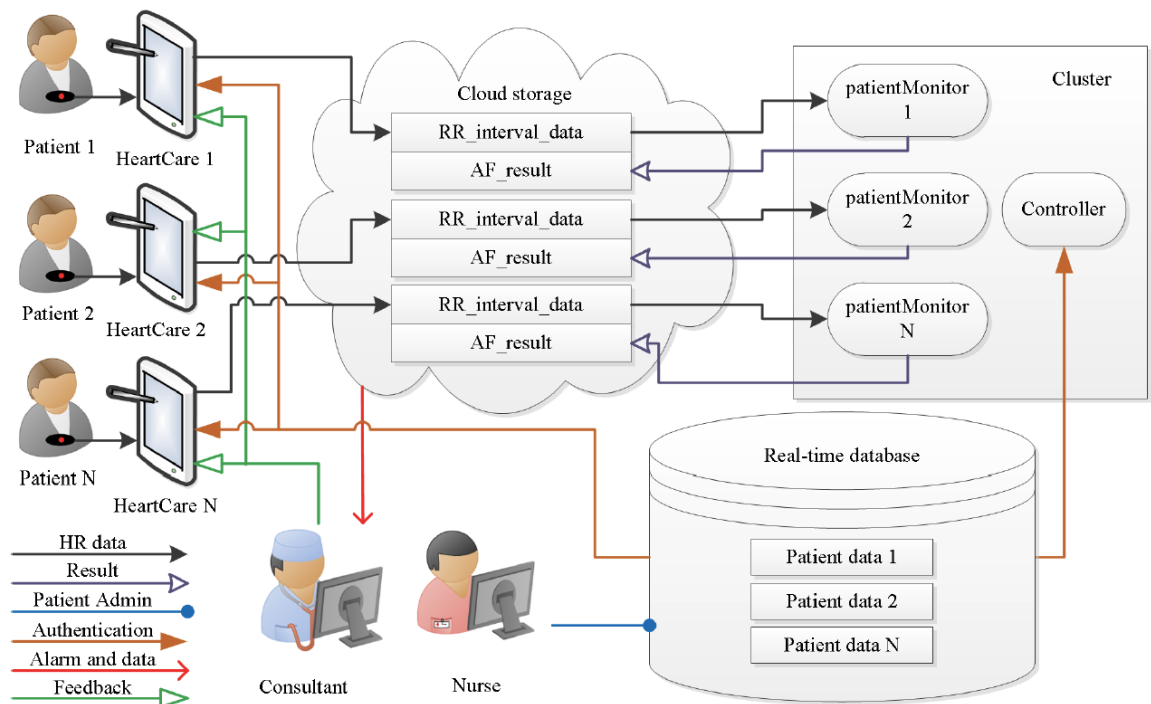 Patient 1
HeartCare 1
Patient 2
HeartCare 2
Patient N
HeartCare N
Cloud storage
RR_interval_data
AF_result
RR_interval_data
AF_result
RR_interval_data
AF_result
Cluster
patientMonitor
1
patientMonitor
2
patientMonitor
N
Controller
Real-time database
Patient data 1
Patient data 2
Patient data N
Consultant
Nurse
HR data
Result
Patient Admin
Authentication
Alarm and data
Feedback